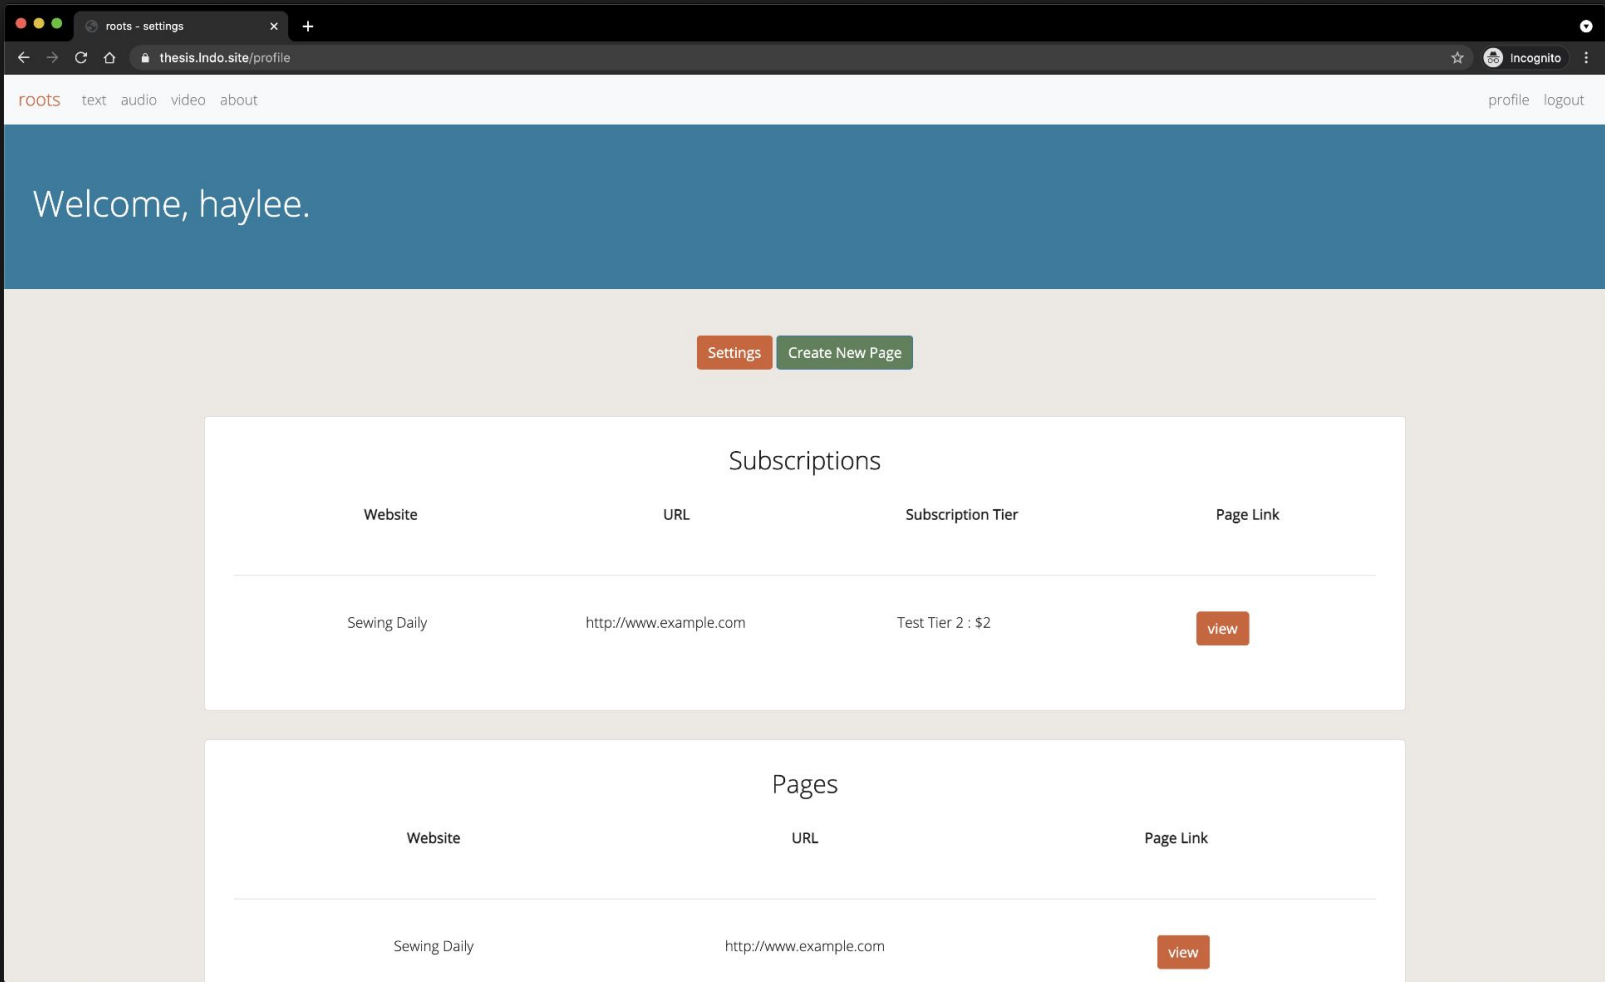 roots - settings
thesis.lndo.site/profile
Incognito
roots text audio video about profile logout
Welcome, haylee.
Settings Create New Page
Subscriptions
Website URL Subscription Tier Page Link
Sewing Daily http://www.example.com Test Tier 2 : $2 view
Pages
Website URL Page Link
Sewing Daily http://www.example.com view